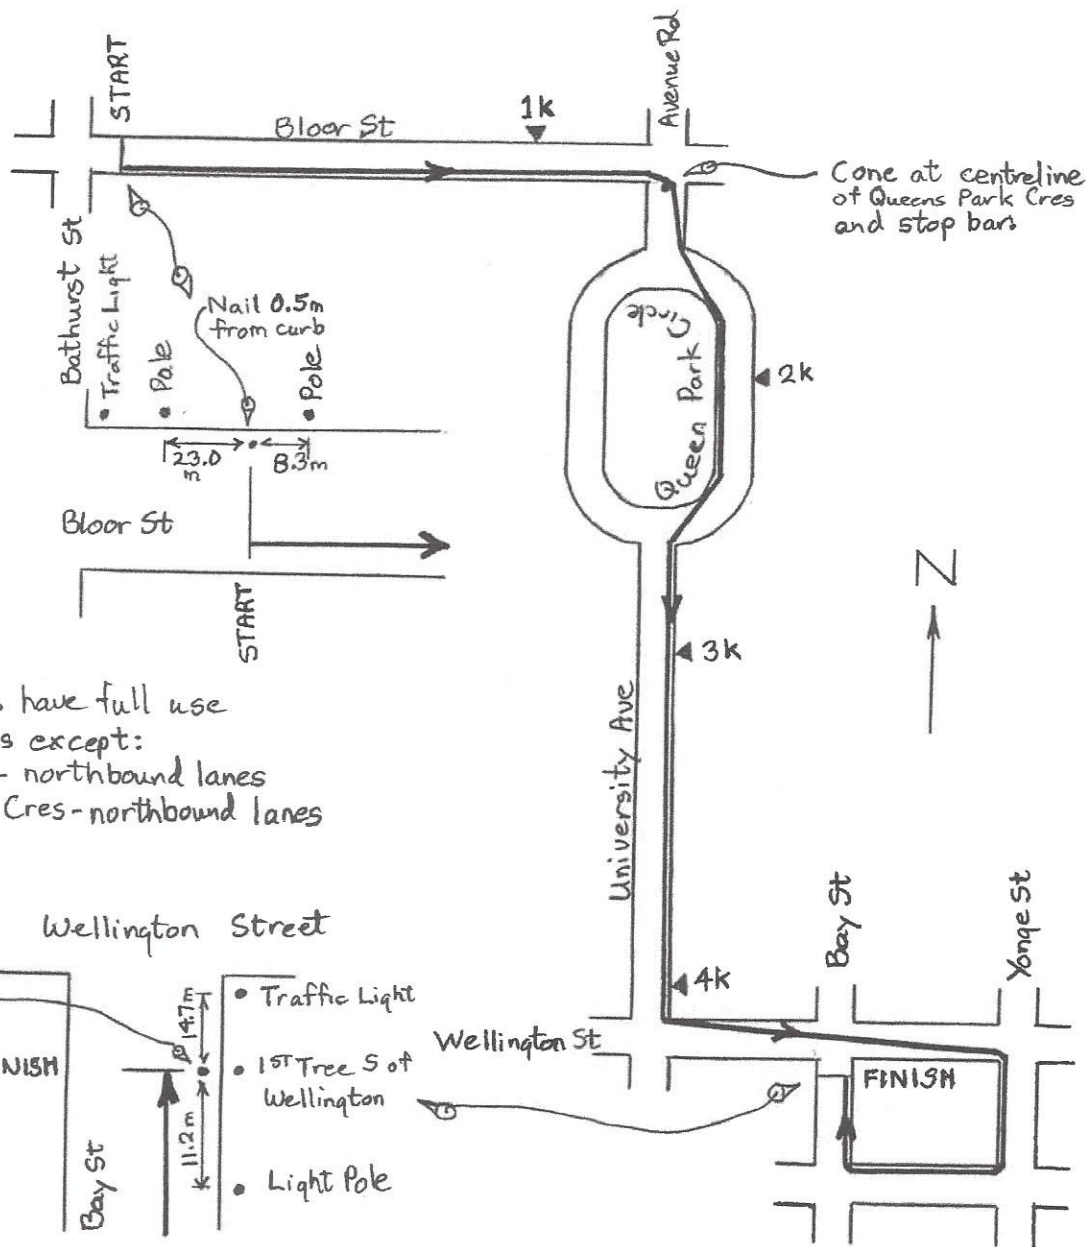 START
Bloor St
1k
Avenue Rd
Cone at centreline
of Queens Park Cres
and stop bars
Bathurst St
Traffic Light
Pole
Nail 0.5m
from curb
Pole
23.0
m
8.3m
Bloor St
START
Queen Park
Circle
2k
N
3k
have full use
s except:
- northbound lanes
Cres-northbound lanes
University Ave
4k
Wellington Street
Traffic Light
14.7m
1ST Tree S of
Wellington
11.2m
Light Pole
NISH
Bay St
Wellington St
Bay St
Yonge St
FINISH